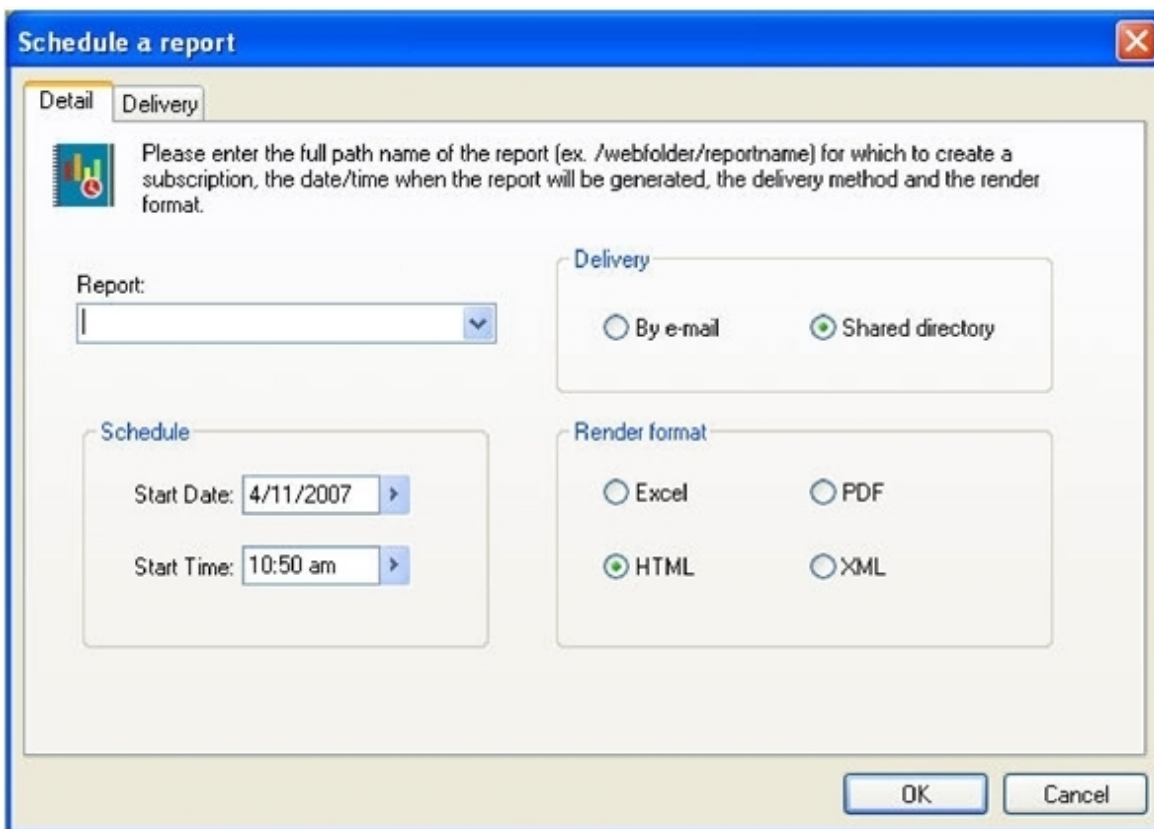 Schedule a report
Detail
Delivery
Please enter the full path name of the report (ex. /webfolder/reportname) for which to create a
subscription, the date/time when the report will be generated, the delivery method and the render
format.
Report:
Delivery
By e-mail
Shared directory
Schedule
Start Date: 4/11/2007
Start Time: 10:50 am
Render format
Excel
PDF
HTML
XML
OK
Cancel